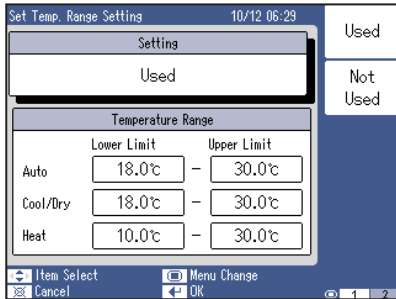 Set Temp. Range Setting 10/12 06:29
Used
Not
Used
Setting
Used
Temperature Range
Lower Limit Upper Limit
Auto 18.0℃ – 30.0℃
Cool/Dry 18.0℃ – 30.0℃
Heat 10.0℃ – 30.0℃
Item Select Menu Change
Cancel OK 1 2